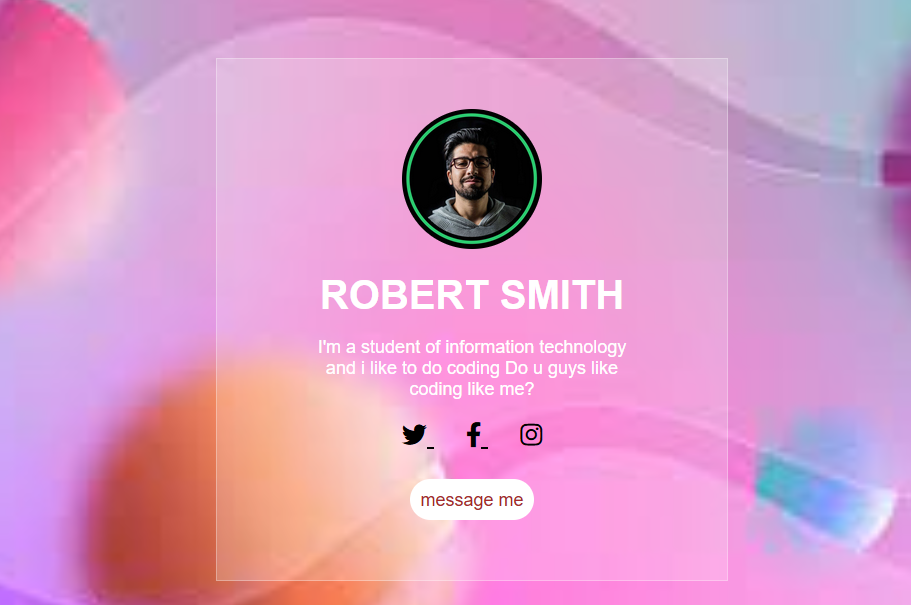 ROBERT SMITH
I'm a student of information technology
and i like to do coding Do u guys like
coding like me?
message me